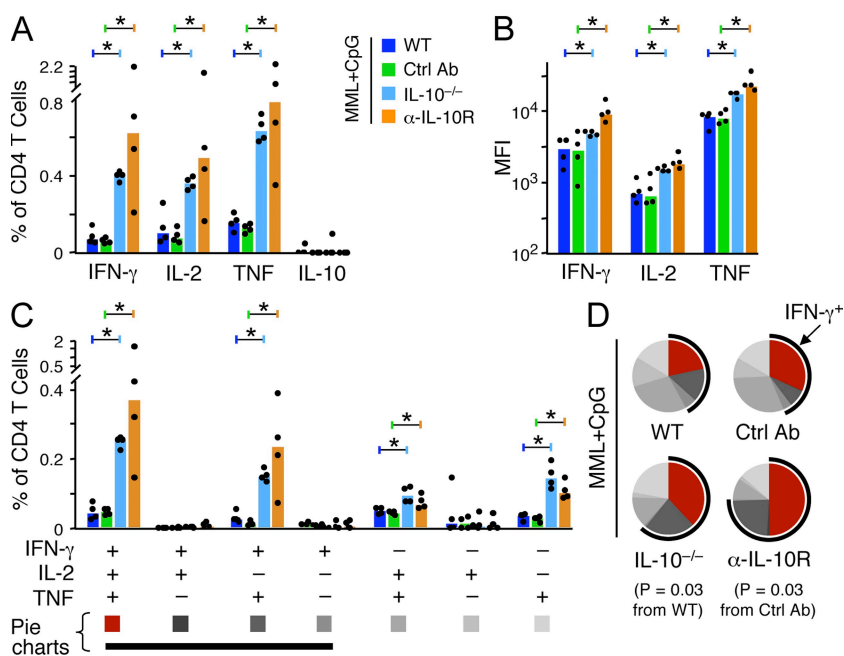 A
% of CD4 T Cells
2.2
0.8
0.4
0
* * * * * *
IFN-γ IL-2 TNF IL-10
MML+CpG
WT
Ctrl Ab
IL-10⁻/⁻
α-IL-10R
B
MFI
10⁴
10³
10²
* * * * * *
IFN-γ IL-2 TNF
C
% of CD4 T Cells
2
0.5
0.4
0.2
0
* * * * * * * *
IFN-γ + + + + − − −
IL-2 + + − − + + −
TNF + − + − + − +
Pie
charts
D
IFN-γ⁺
MML+CpG
WT Ctrl Ab
IL-10⁻/⁻ α-IL-10R
(P = 0.03
from WT)
(P = 0.03
from Ctrl Ab)